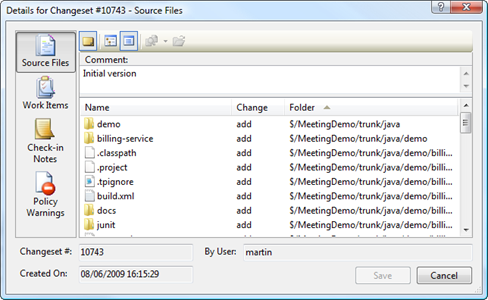 Details for Changeset #10743 - Source Files
Source Files
Work Items
Check-in
Notes
Policy
Warnings
Comment:
Initial version
Name Change Folder
demo add $/MeetingDemo/trunk/java
billing-service add $/MeetingDemo/trunk/java/demo
.classpath add $/MeetingDemo/trunk/java/demo/billi...
.project add $/MeetingDemo/trunk/java/demo/billi...
.tpignore add $/MeetingDemo/trunk/java/demo/billi...
build.xml add $/MeetingDemo/trunk/java/demo/billi...
docs add $/MeetingDemo/trunk/java/demo/billi...
junit add $/MeetingDemo/trunk/java/demo/billi...
Changeset #: 10743 By User: martin
Created On: 08/06/2009 16:15:29
Save Cancel